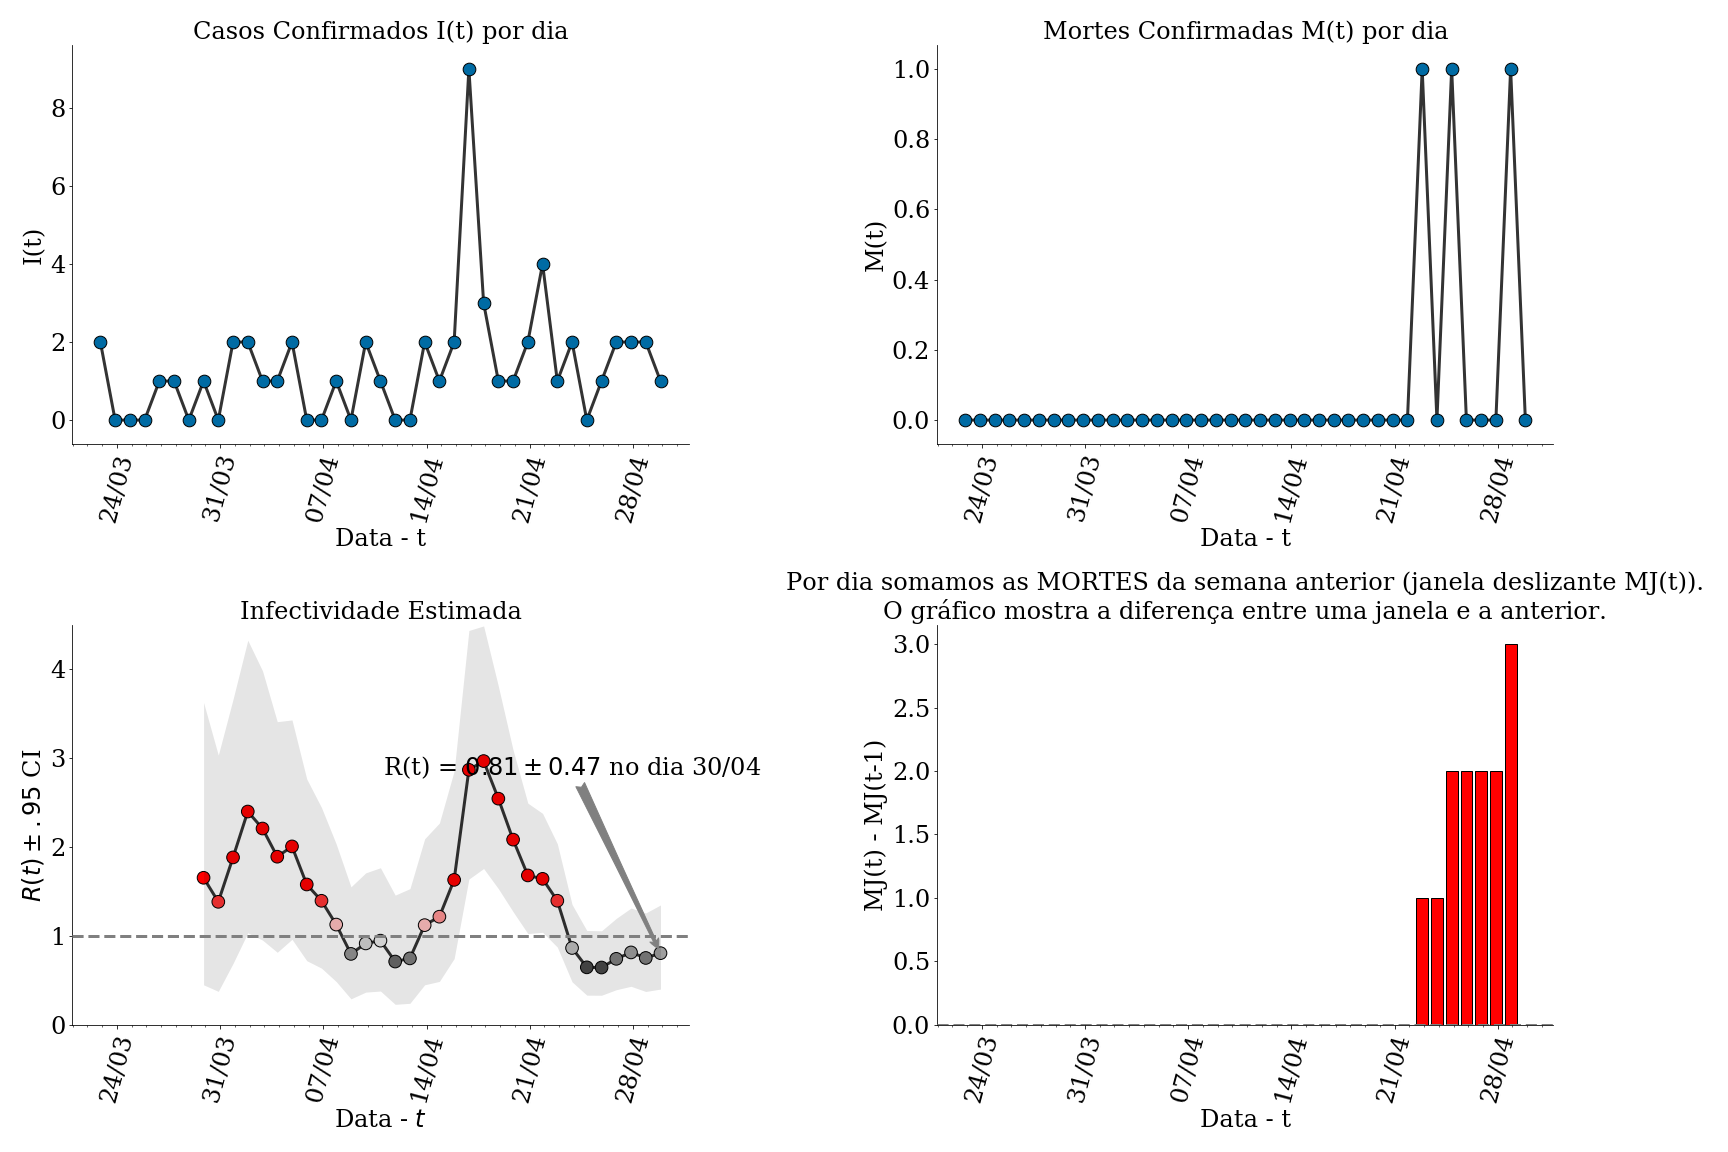 Casos Confirmados I(t) por dia
I(t)
8
6
4
2
0
24/03 31/03 07/04 14/04 21/04 28/04
Data - t
Mortes Confirmadas M(t) por dia
M(t)
1.0
0.8
0.6
0.4
0.2
0.0
24/03 31/03 07/04 14/04 21/04 28/04
Data - t
Infectividade Estimada
R(t) ± .95 CI
4
3
2
1
0
R(t) = 0.81 ± 0.47 no dia 30/04
24/03 31/03 07/04 14/04 21/04 28/04
Data - t
Por dia somamos as MORTES da semana anterior (janela deslizante MJ(t)).
O gráfico mostra a diferença entre uma janela e a anterior.
MJ(t) - MJ(t-1)
3.0
2.5
2.0
1.5
1.0
0.5
0.0
24/03 31/03 07/04 14/04 21/04 28/04
Data - t